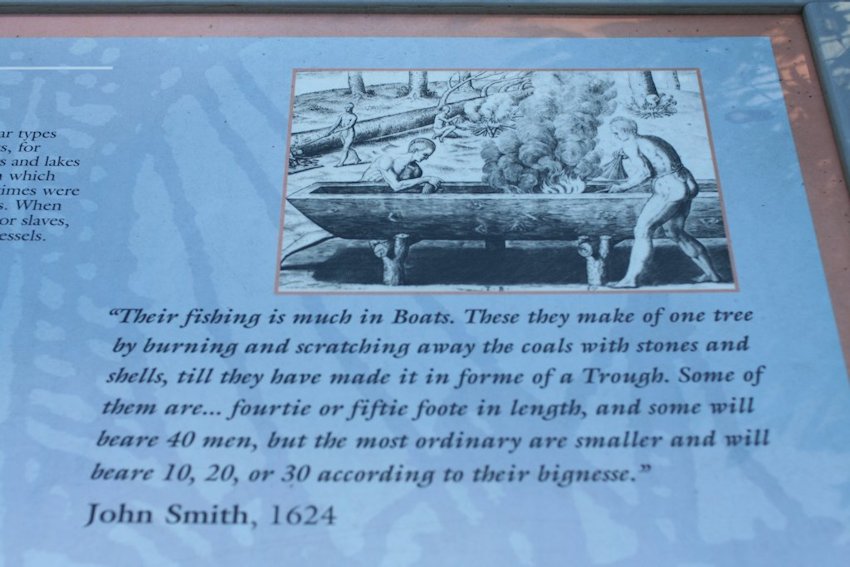 ar types
s, for
s and lakes
which
times were
s. When
or slaves,
essels.
"Their fishing is much in Boats. These they make of one tree
by burning and scratching away the coals with stones and
shells, till they have made it in forme of a Trough. Some of
them are... fourtie or fiftie foote in length, and some will
beare 40 men, but the most ordinary are smaller and will
beare 10, 20, or 30 according to their bignesse."
John Smith, 1624